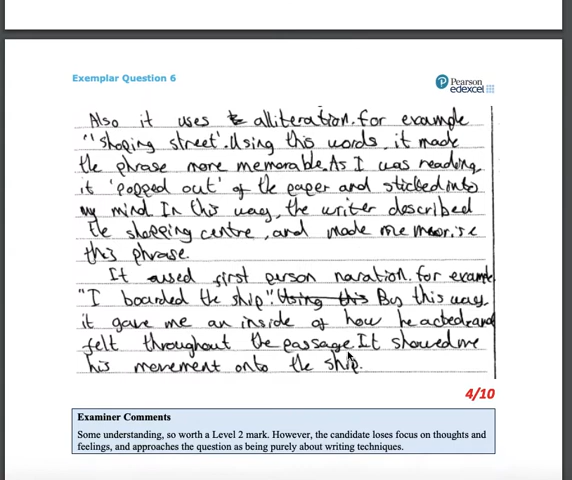 Exemplar Question 6
Pearson
edexcel
Also it uses alliteration. for example
"shoping street'. Using this words, it made
the phrase more memorable. As I was reading
it 'popped out' of the paper and sticked into
my mind. In this way, the writer described
the shopping centre, and made me
this phrase.
It used first person naration. for example
"I boarded the ship". Using this By this way,
it gave me an inside of how he acted and
felt throughout the passage. It showed me
his movement onto the ship.
4/10
Examiner Comments
Some understanding, so worth a Level 2 mark. However, the candidate loses focus on thoughts and
feelings, and approaches the question as being purely about writing techniques.